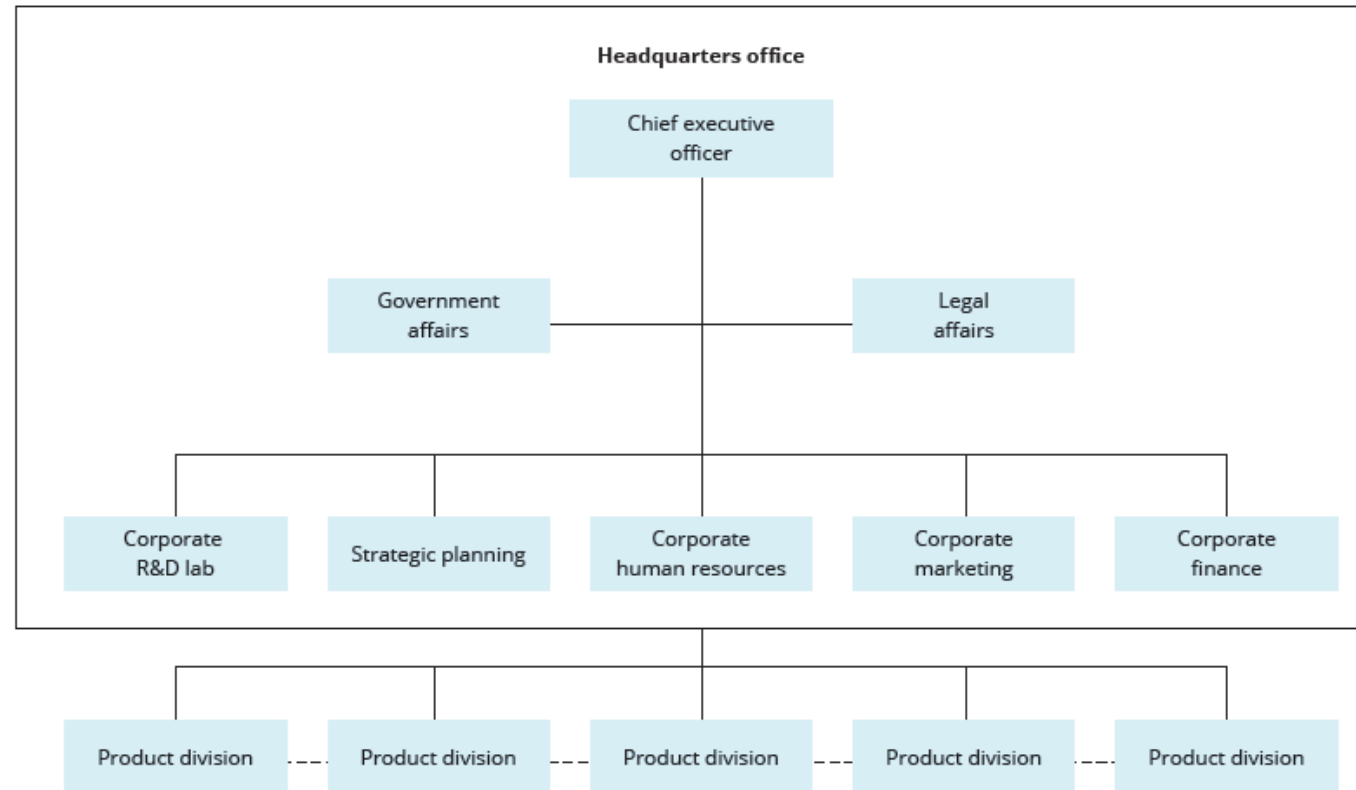 Headquarters office
Chief executive
officer
Government
affairs
Legal
affairs
Corporate
R&D lab
Strategic planning
Corporate
human resources
Corporate
marketing
Corporate
finance
Product division
Product division
Product division
Product division
Product division